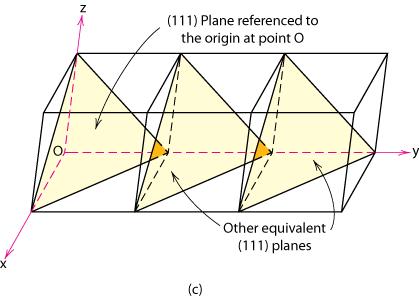 z
(111) Plane referenced to
the origin at point O
O
y
Other equivalent
(111) planes
x
(c)